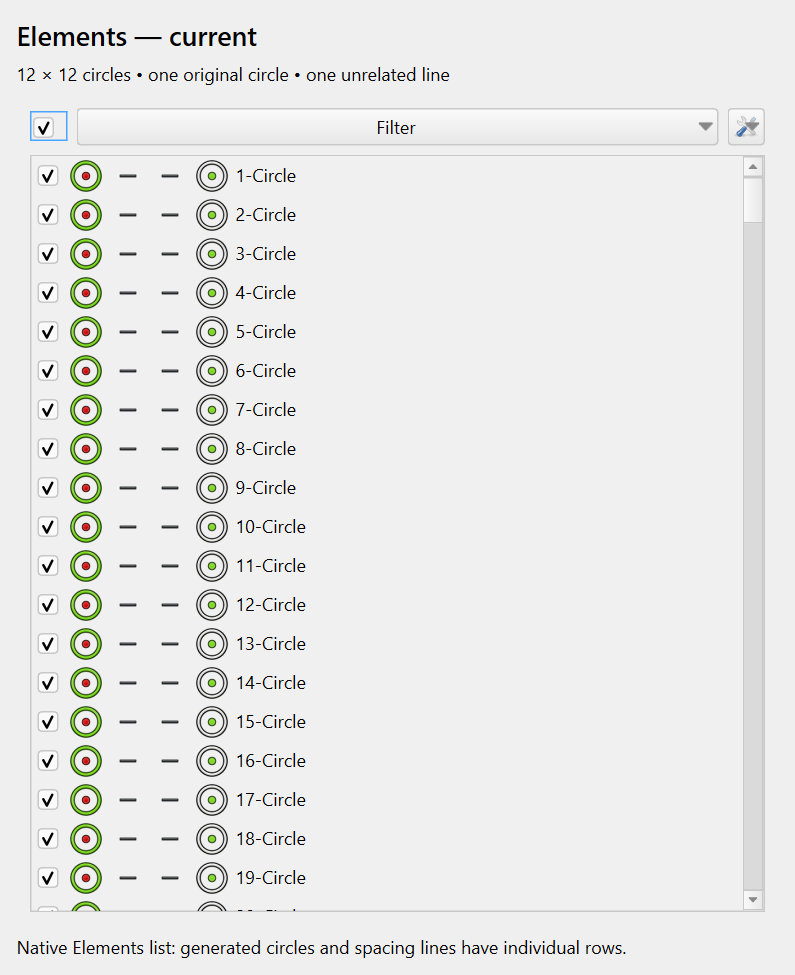 Elements — current
12 × 12 circles • one original circle • one unrelated line
Filter
1-Circle
2-Circle
3-Circle
4-Circle
5-Circle
6-Circle
7-Circle
8-Circle
9-Circle
10-Circle
11-Circle
12-Circle
13-Circle
14-Circle
15-Circle
16-Circle
17-Circle
18-Circle
19-Circle
Native Elements list: generated circles and spacing lines have individual rows.